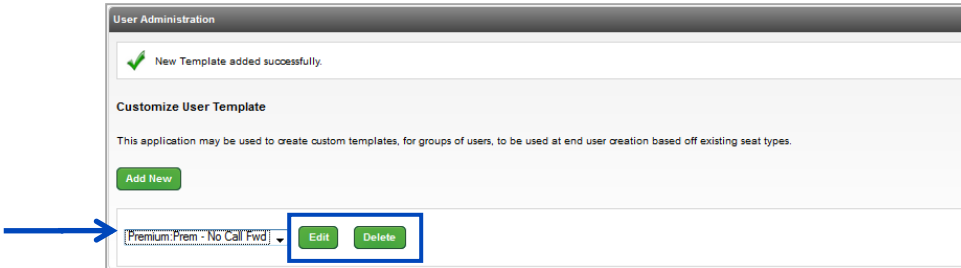 User Administration
New Template added successfully.
Customize User Template
This application may be used to create custom templates, for groups of users, to be used at end user creation based off existing seat types.
Add New
Premium:Prem - No Call Fwd Edit Delete